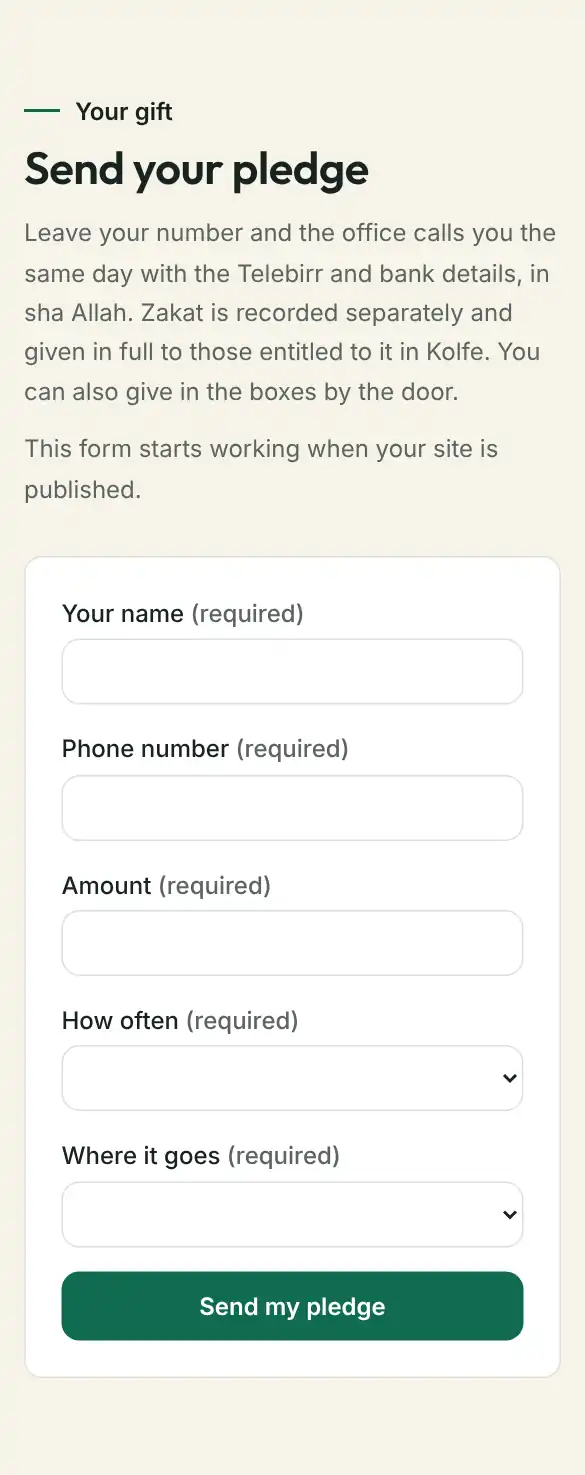 Your gift
Send your pledge
Leave your number and the office calls you the
same day with the Telebirr and bank details, in
sha Allah. Zakat is recorded separately and
given in full to those entitled to it in Kolfe. You
can also give in the boxes by the door.
This form starts working when your site is
published.
Your name (required)
Phone number (required)
Amount (required)
How often (required)
Where it goes (required)
Send my pledge